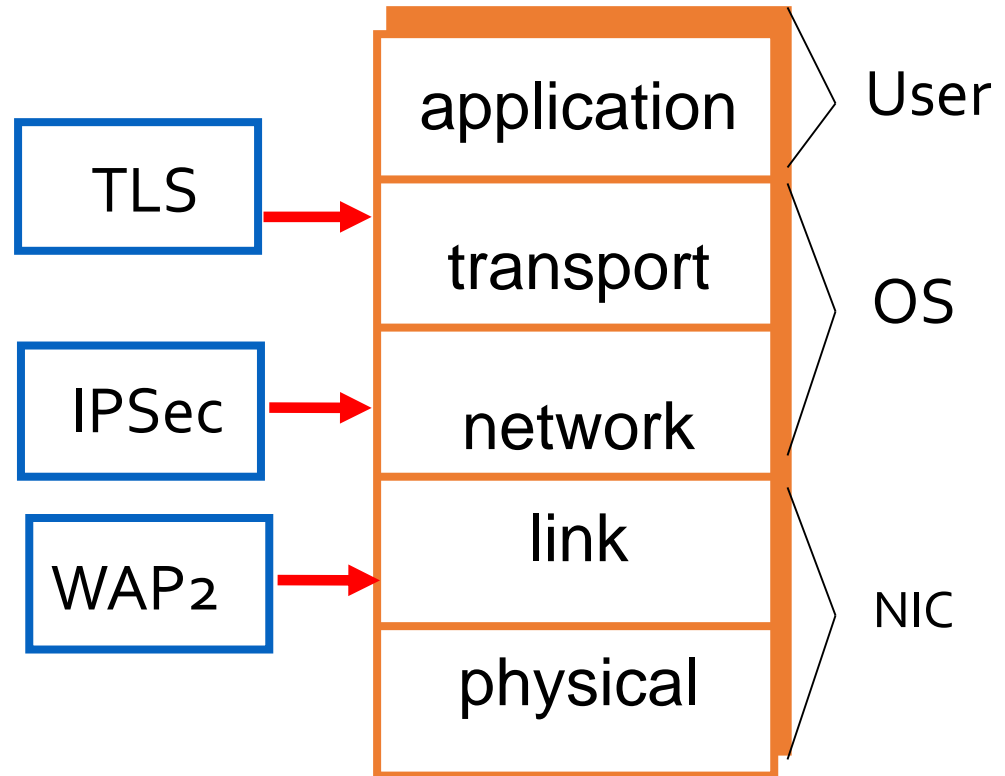 application
User
TLS
transport
OS
IPSec
network
link
WAP2
NIC
physical